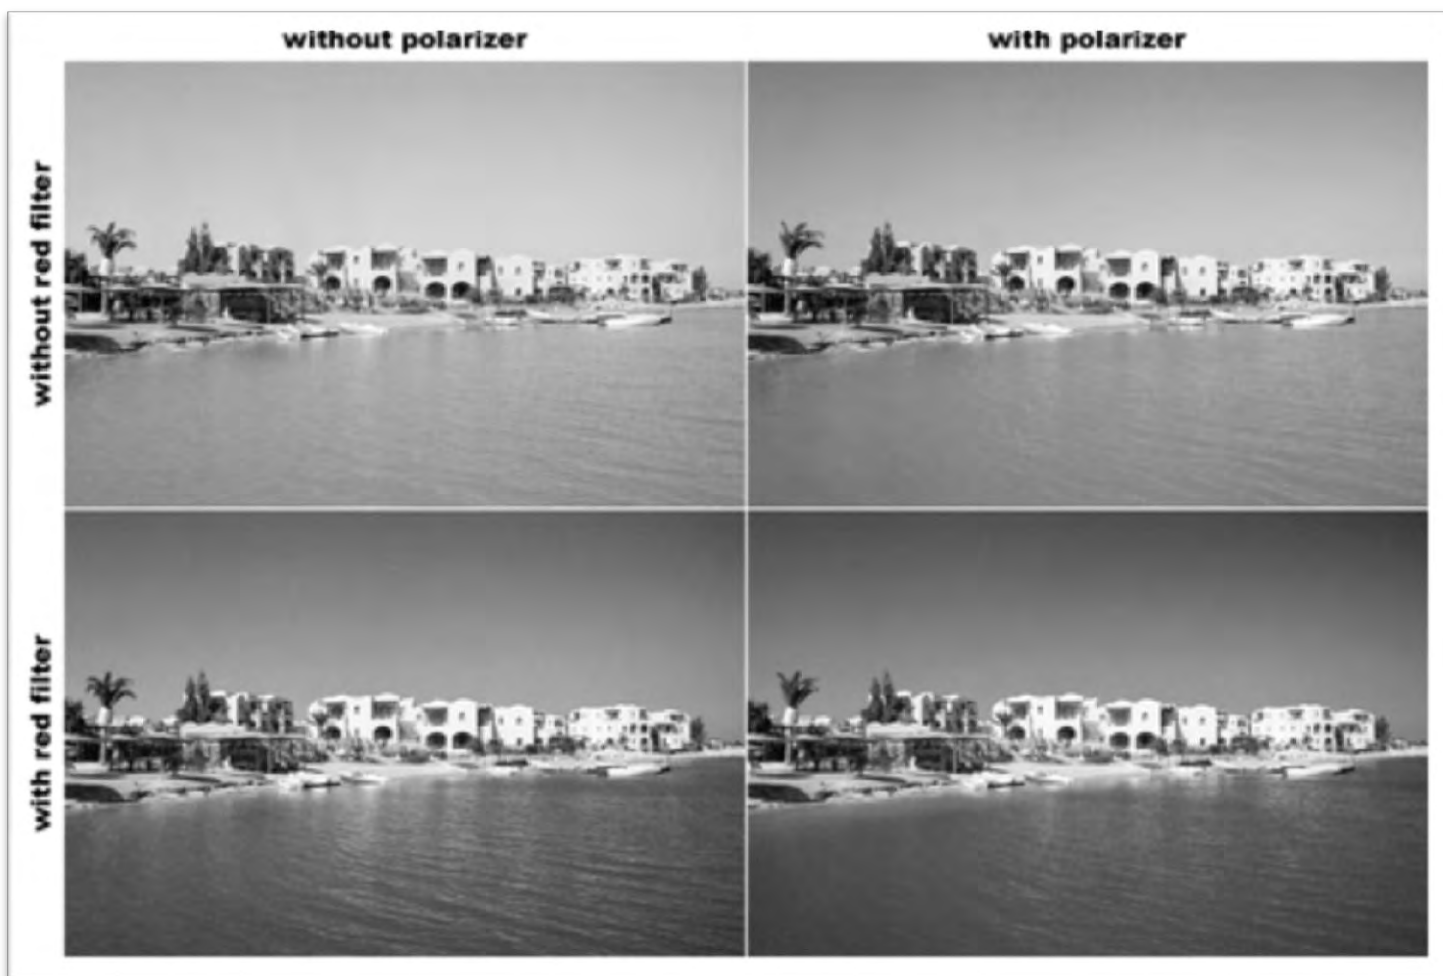 without polarizer
with polarizer
without red filter
with red filter